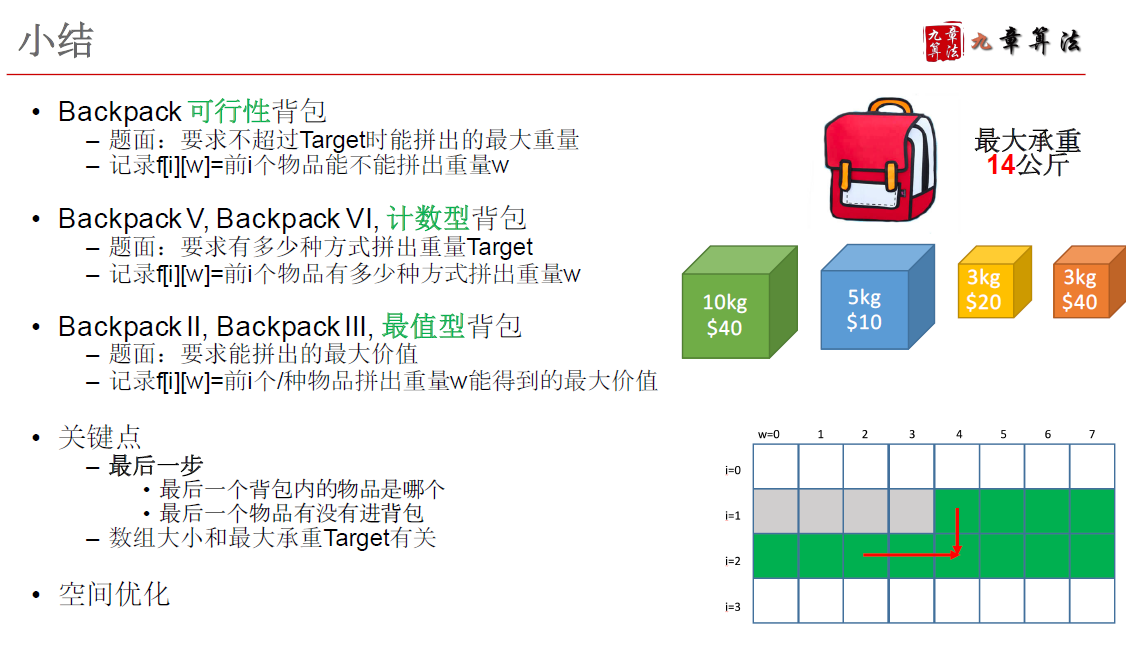 小结
九章算法
九章算法
• Backpack 可行性背包
– 题面：要求不超过Target时能拼出的最大重量
– 记录f[i][w]=前i个物品能不能拼出重量w
• Backpack V, Backpack VI, 计数型背包
– 题面：要求有多少种方式拼出重量Target
– 记录f[i][w]=前i个物品有多少种方式拼出重量w
• Backpack II, Backpack III, 最值型背包
– 题面：要求能拼出的最大价值
– 记录f[i][w]=前i个/种物品拼出重量w能得到的最大价值
• 关键点
– 最后一步
• 最后一个背包内的物品是哪个
• 最后一个物品有没有进背包
– 数组大小和最大承重Target有关
• 空间优化
最大承重
14公斤
10kg
$40
5kg
$10
3kg
$20
3kg
$40
w=0 1 2 3 4 5 6 7
i=0
i=1
i=2
i=3